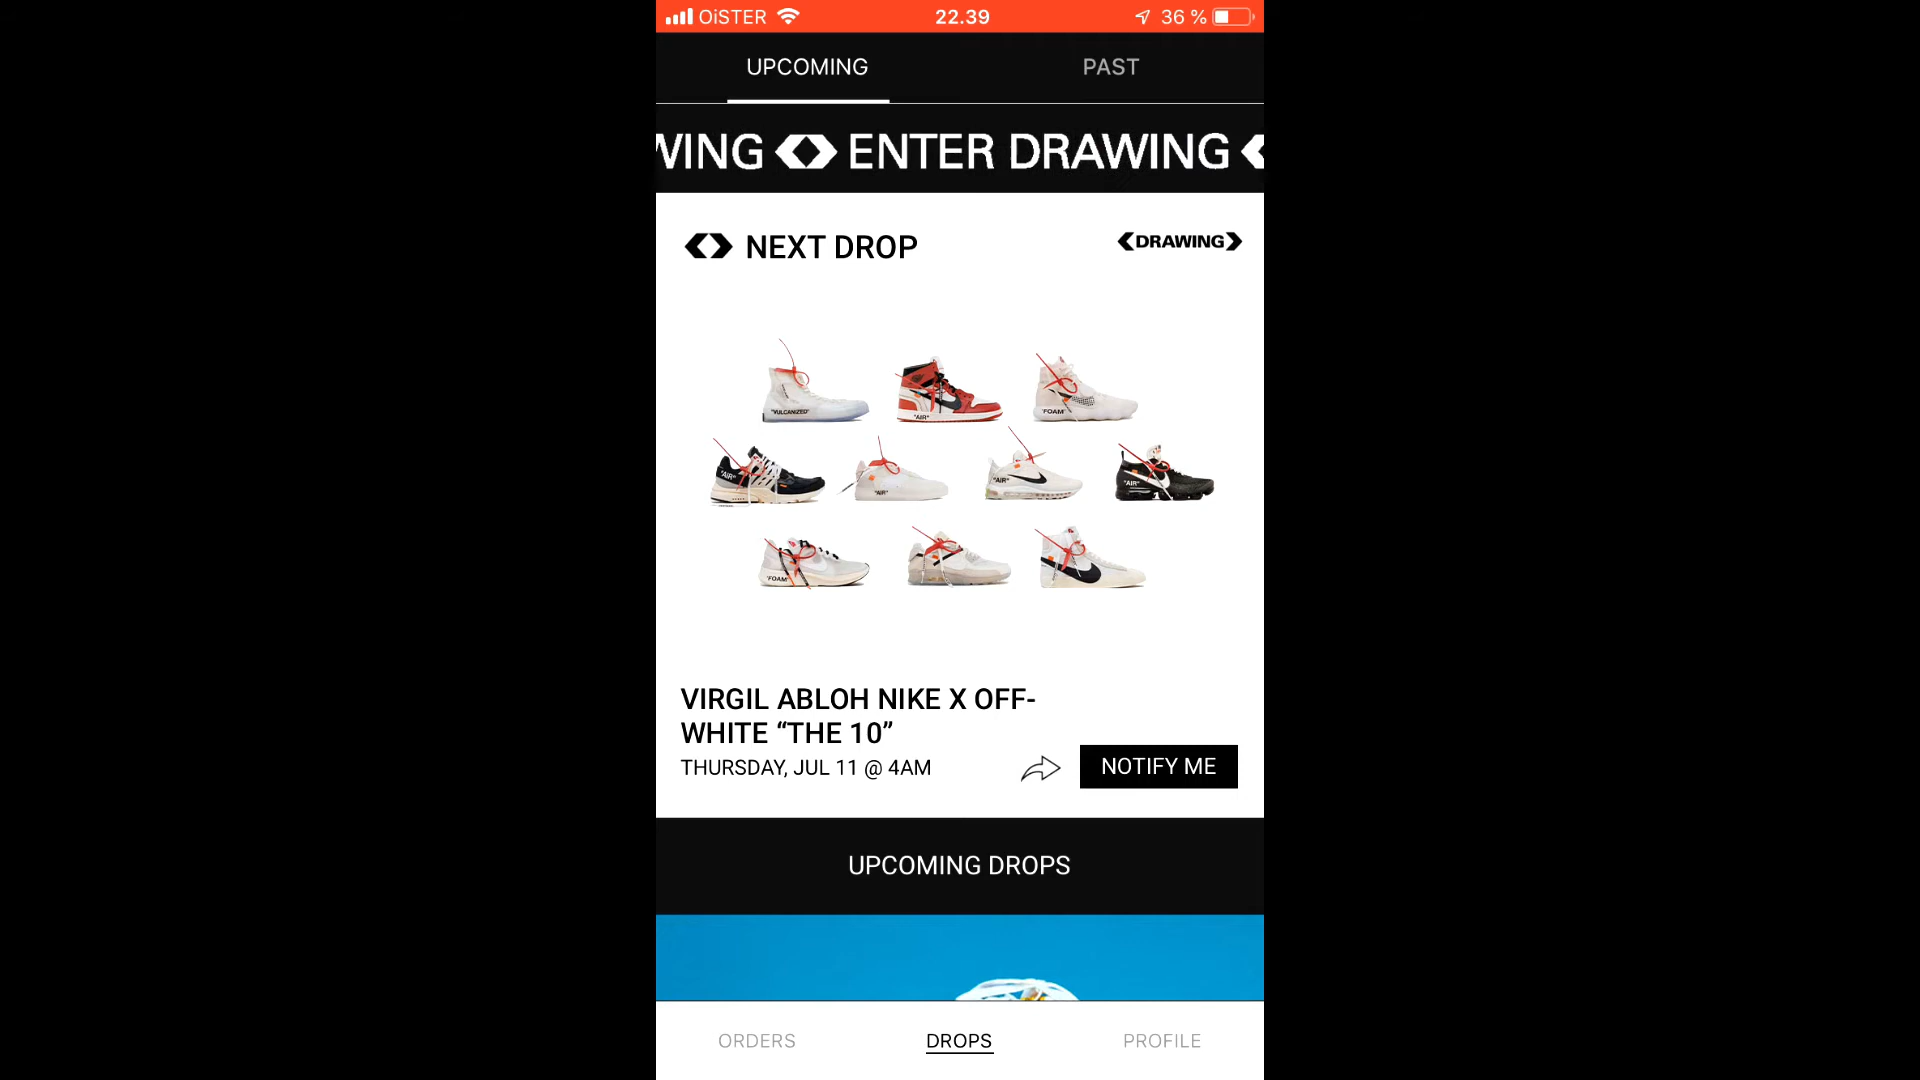 OiSTER 22.39 36 %
UPCOMING PAST
WING ENTER DRAWING
NEXT DROP DRAWING
"VULCANIZED" "AIR" "FOAM"
"AIR" "AIR" "AIR" "AIR"
"FOAM"
VIRGIL ABLOH NIKE X OFF-
WHITE “THE 10”
THURSDAY, JUL 11 @ 4AM
NOTIFY ME
UPCOMING DROPS
ORDERS DROPS PROFILE